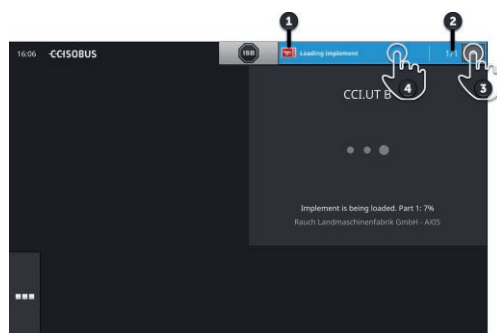 1 2
16:06 CCISOBUS ISB Loading implement 1/1
4 3
CCI.UT B
Implement is being loaded. Part 1: 7%
Rauch Landmaschinenfabrik GmbH - AXIS